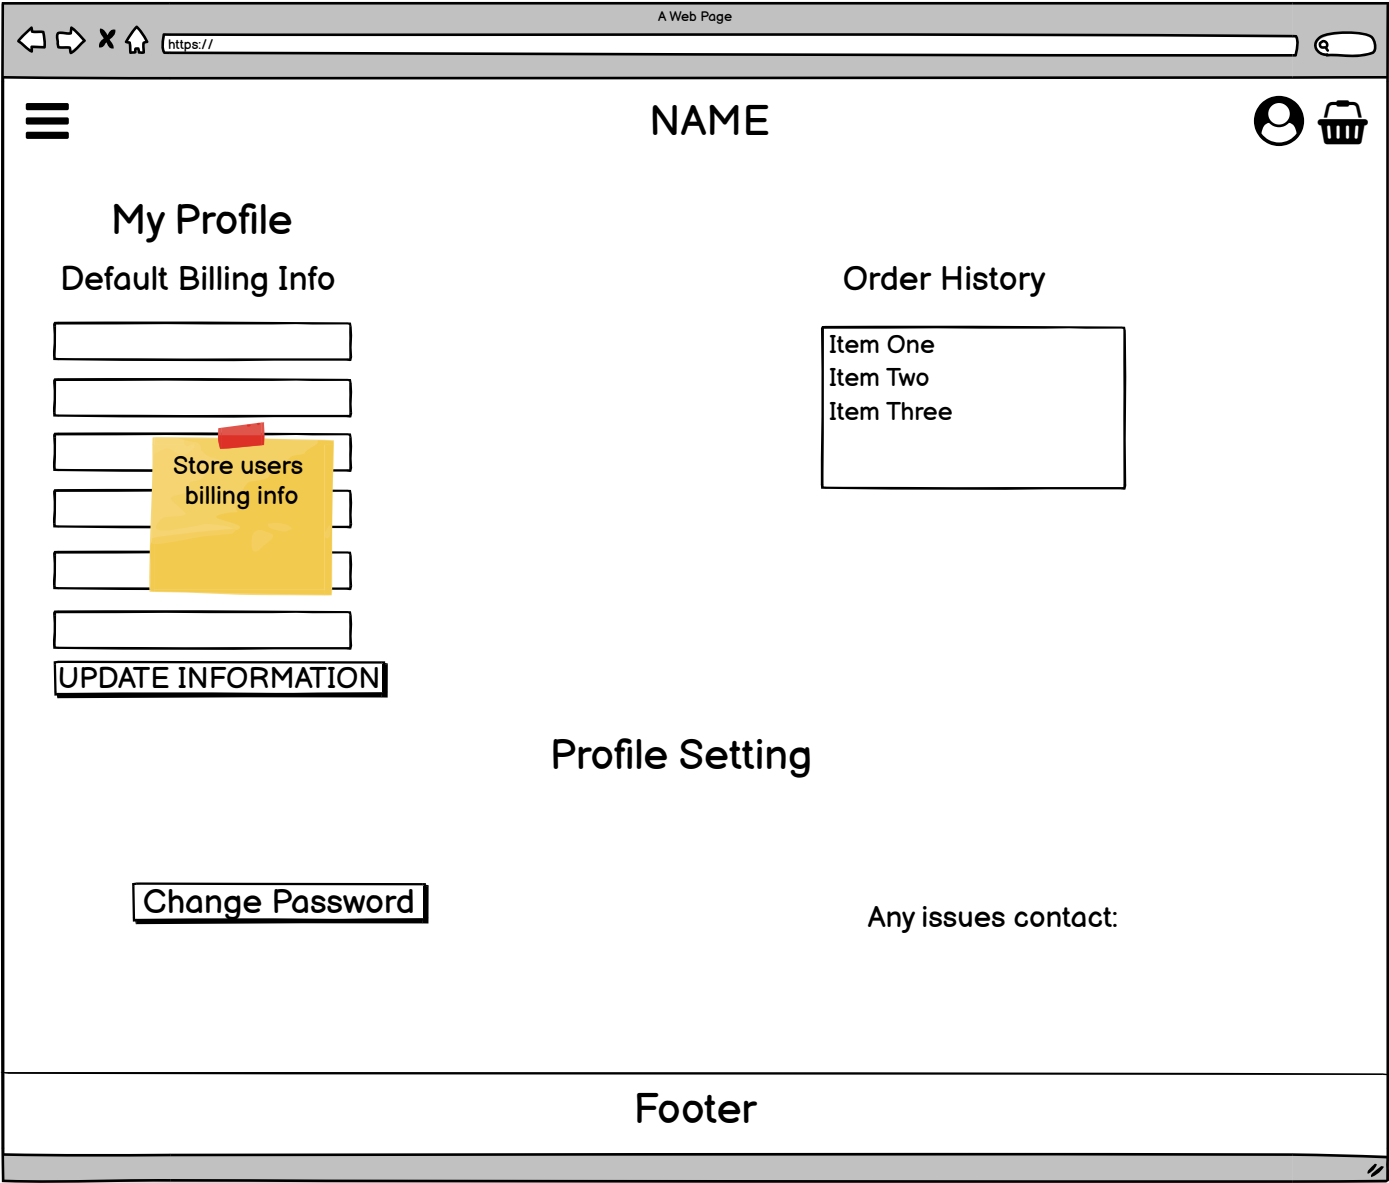 A Web Page
https://
NAME
My Profile
Default Billing Info
Order History
Item One
Item Two
Item Three
Store users
billing info
UPDATE INFORMATION
Profile Setting
Change Password
Any issues contact:
Footer